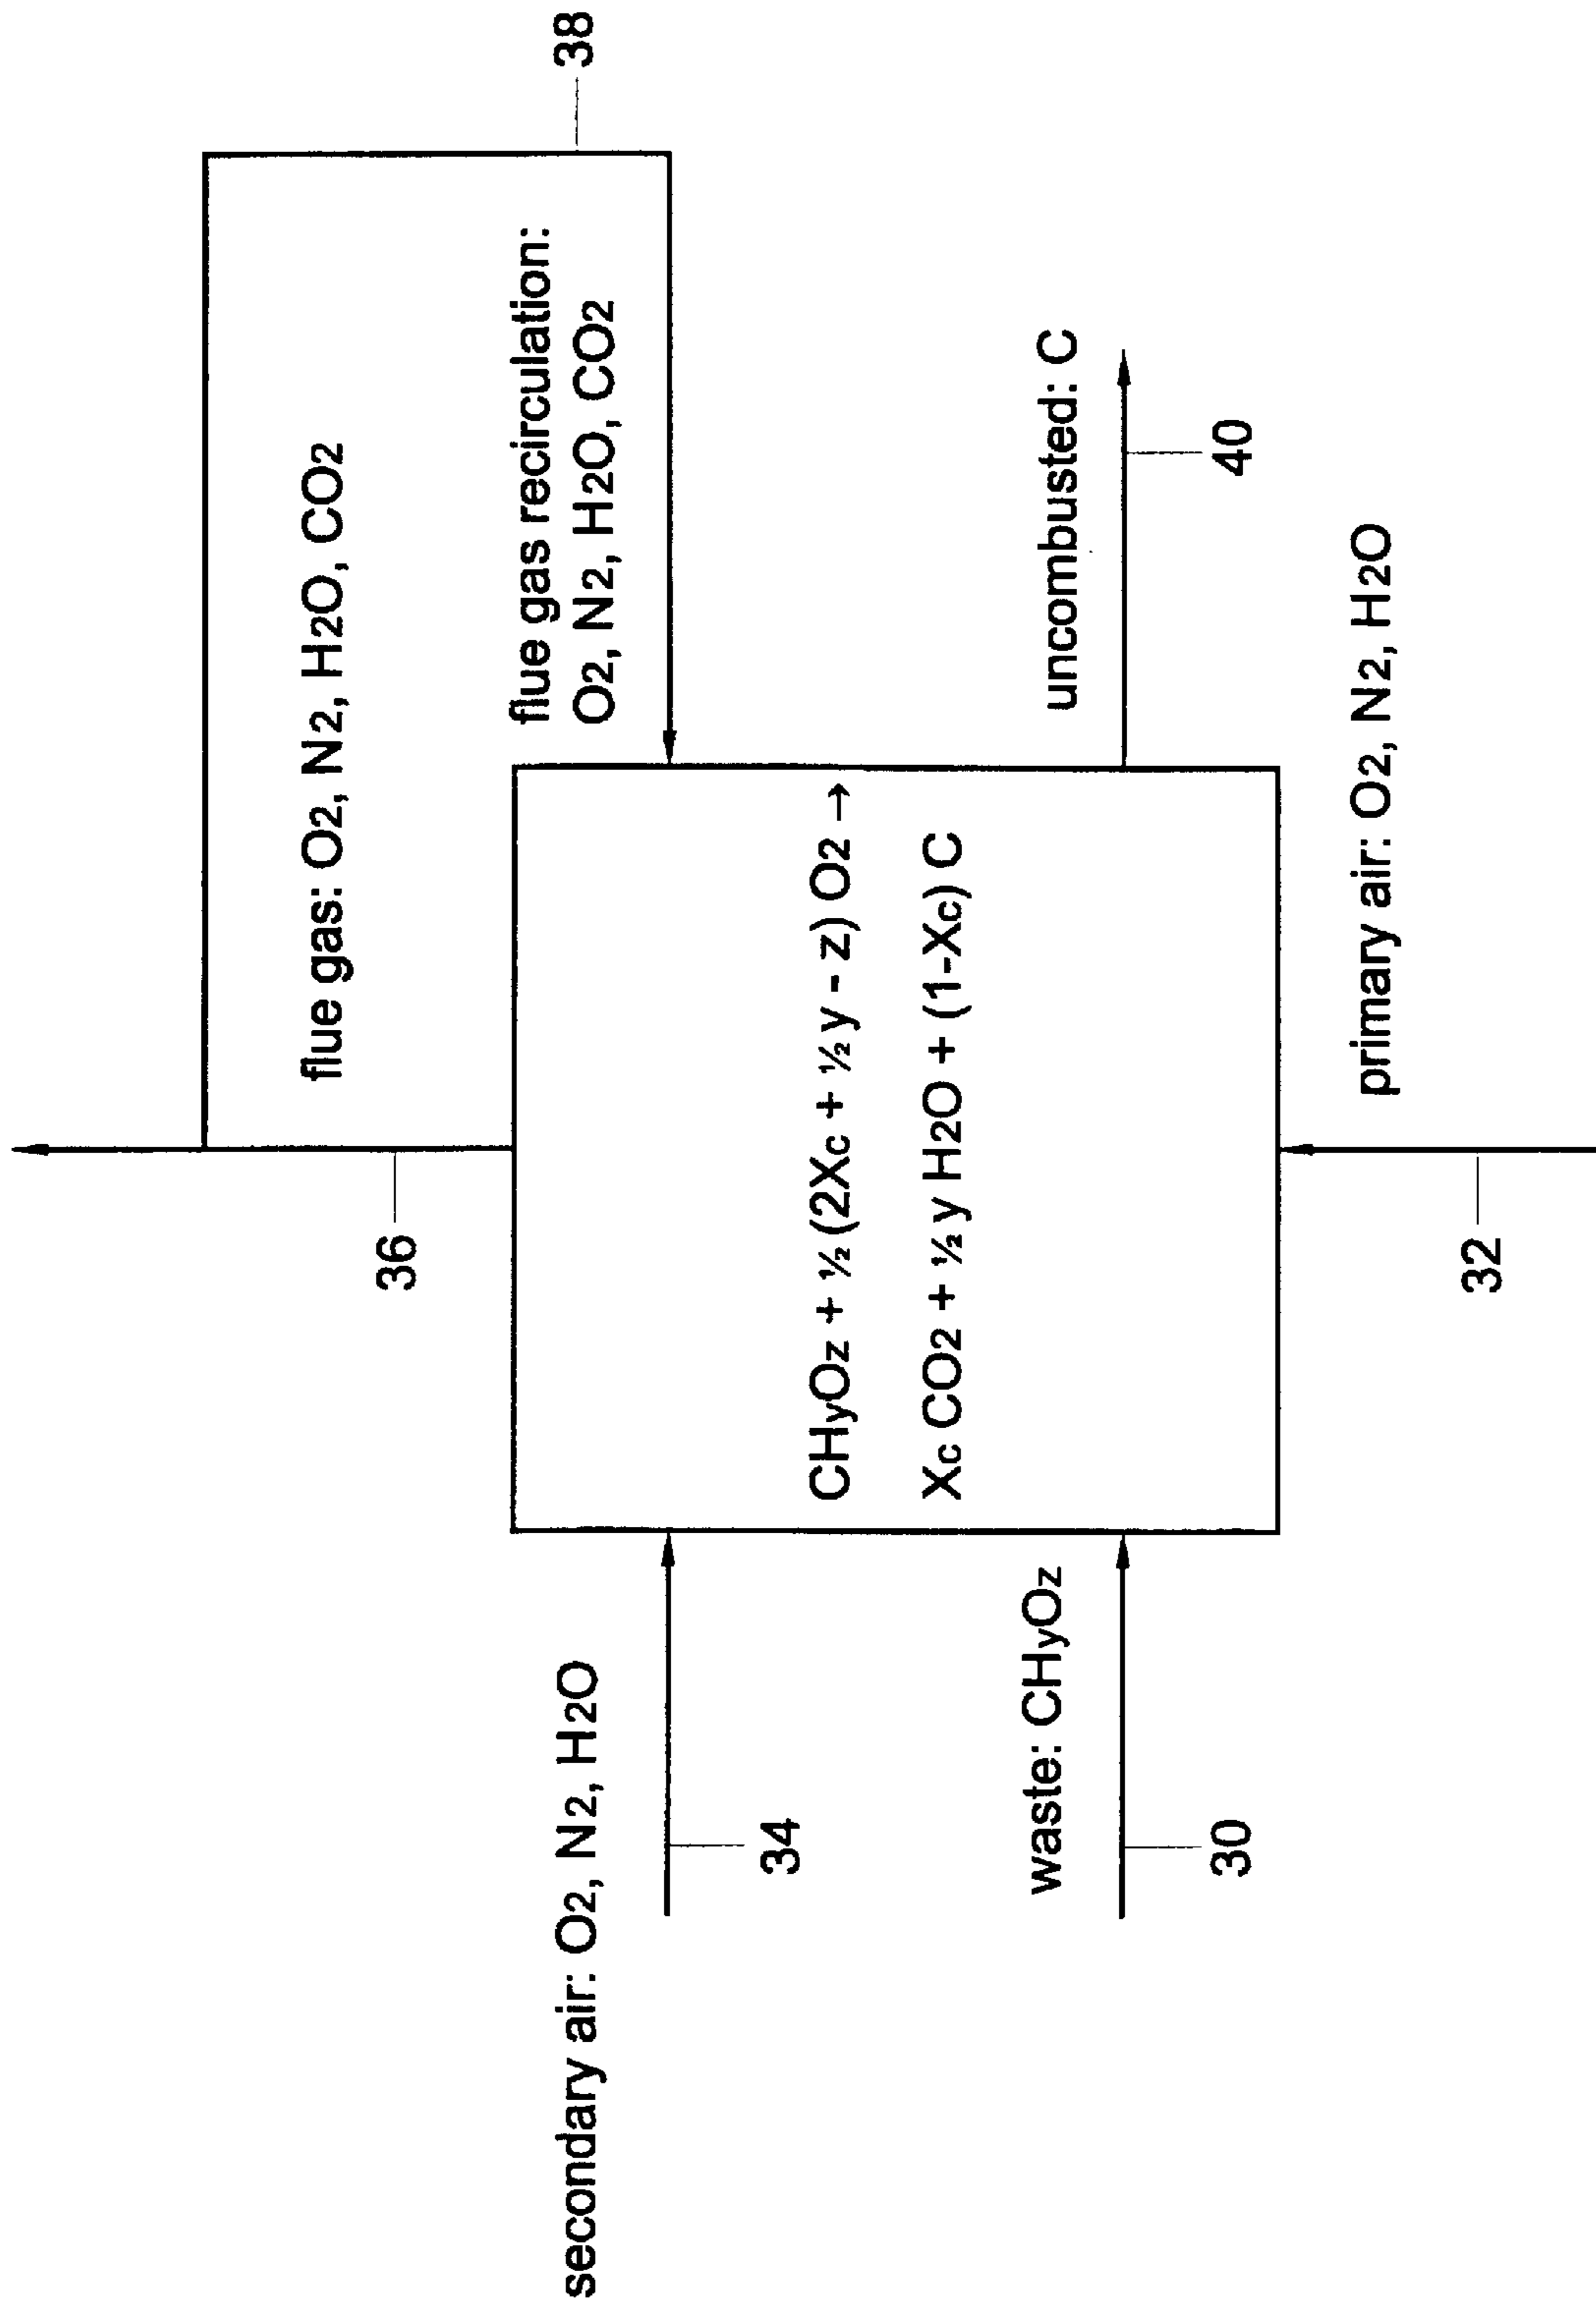 38
flue gas: O2, N2, H2O, CO2
flue gas recirculation:
O2, N2, H2O, CO2
36
secondary air: O2, N2, H2O
34
CHyOz + ½ (2Xc + ½ y - z) O2 →
Xc CO2 + ½ y H2O + (1-Xc) C
waste: CHyOz
30
uncombusted: C
40
primary air: O2, N2, H2O
32